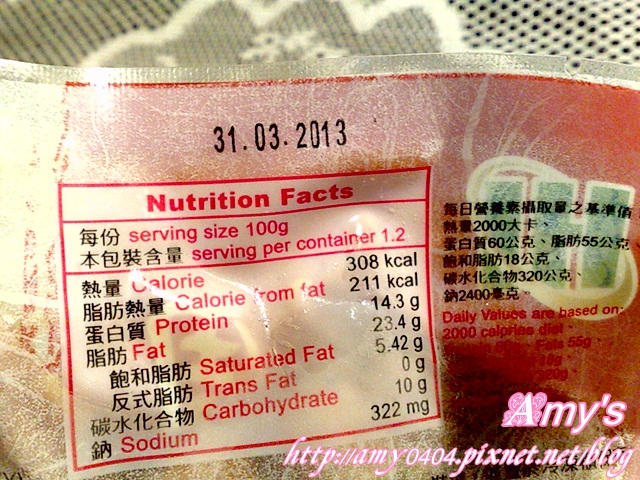 31.03.2013
Nutrition Facts
每份 serving size 100g
本包裝含量 serving per container 1.2
熱量 Calorie 308 kcal
脂肪熱量 Calorie from fat 211 kcal
蛋白質 Protein 14.3 g
脂肪 Fat 23.4 g
飽和脂肪 Saturated Fat 5.42 g
反式脂肪 Trans Fat 0 g
碳水化合物 Carbohydrate 10 g
鈉 Sodium 322 mg
每日營養素攝取量之基準值
熱量2000大卡、
蛋白質60公克、脂肪55公克
飽和脂肪18公克、
碳水化合物320公克、
鈉2400毫克。
Daily Values are based on:
2000 calories diet
Fats 55g
Amy's
http://amy0404.pixnet.net/blog